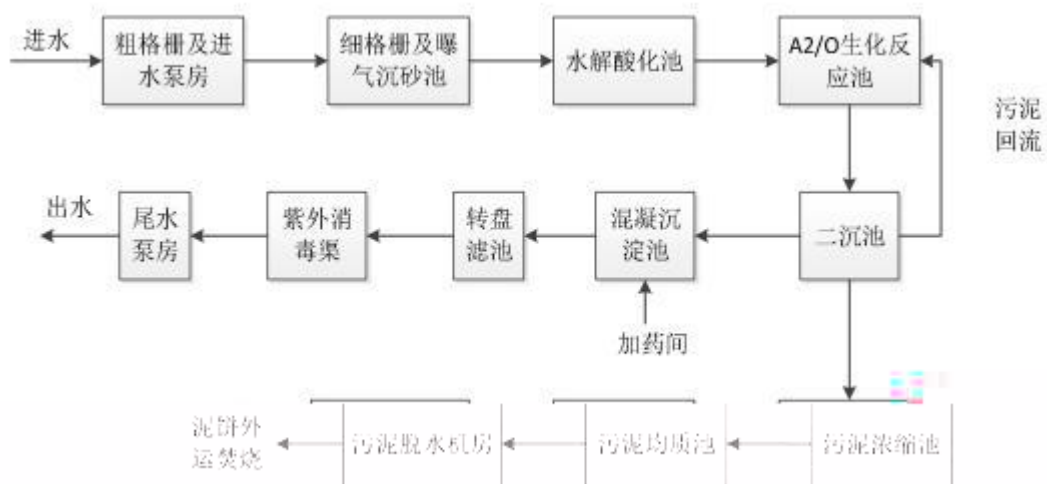 进水
粗格栅及进
水泵房
细格栅及曝
气沉砂池
水解酸化池
A2/O生化反
应池
污泥
回流
出水
尾水
泵房
紫外消
毒渠
转盘
滤池
混凝沉
淀池
二沉池
加药间
泥饼外
运焚烧
污泥脱水机房
污泥均质池
污泥浓缩池